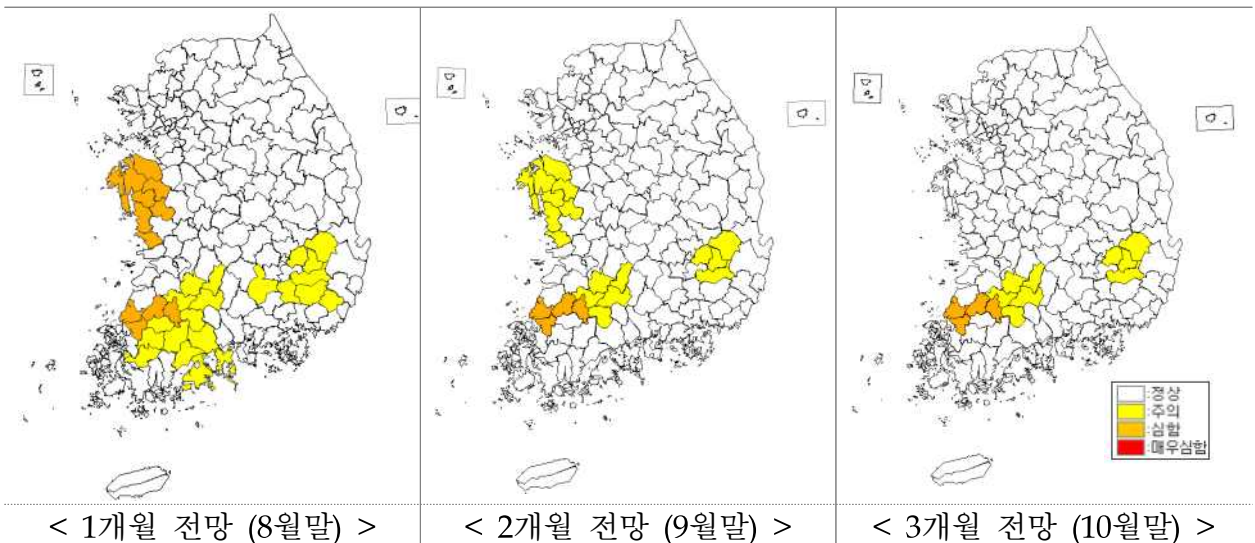 :정상
:주의
:심함
:매우심함
< 1개월 전망 (8월말) >
< 2개월 전망 (9월말) >
< 3개월 전망 (10월말) >